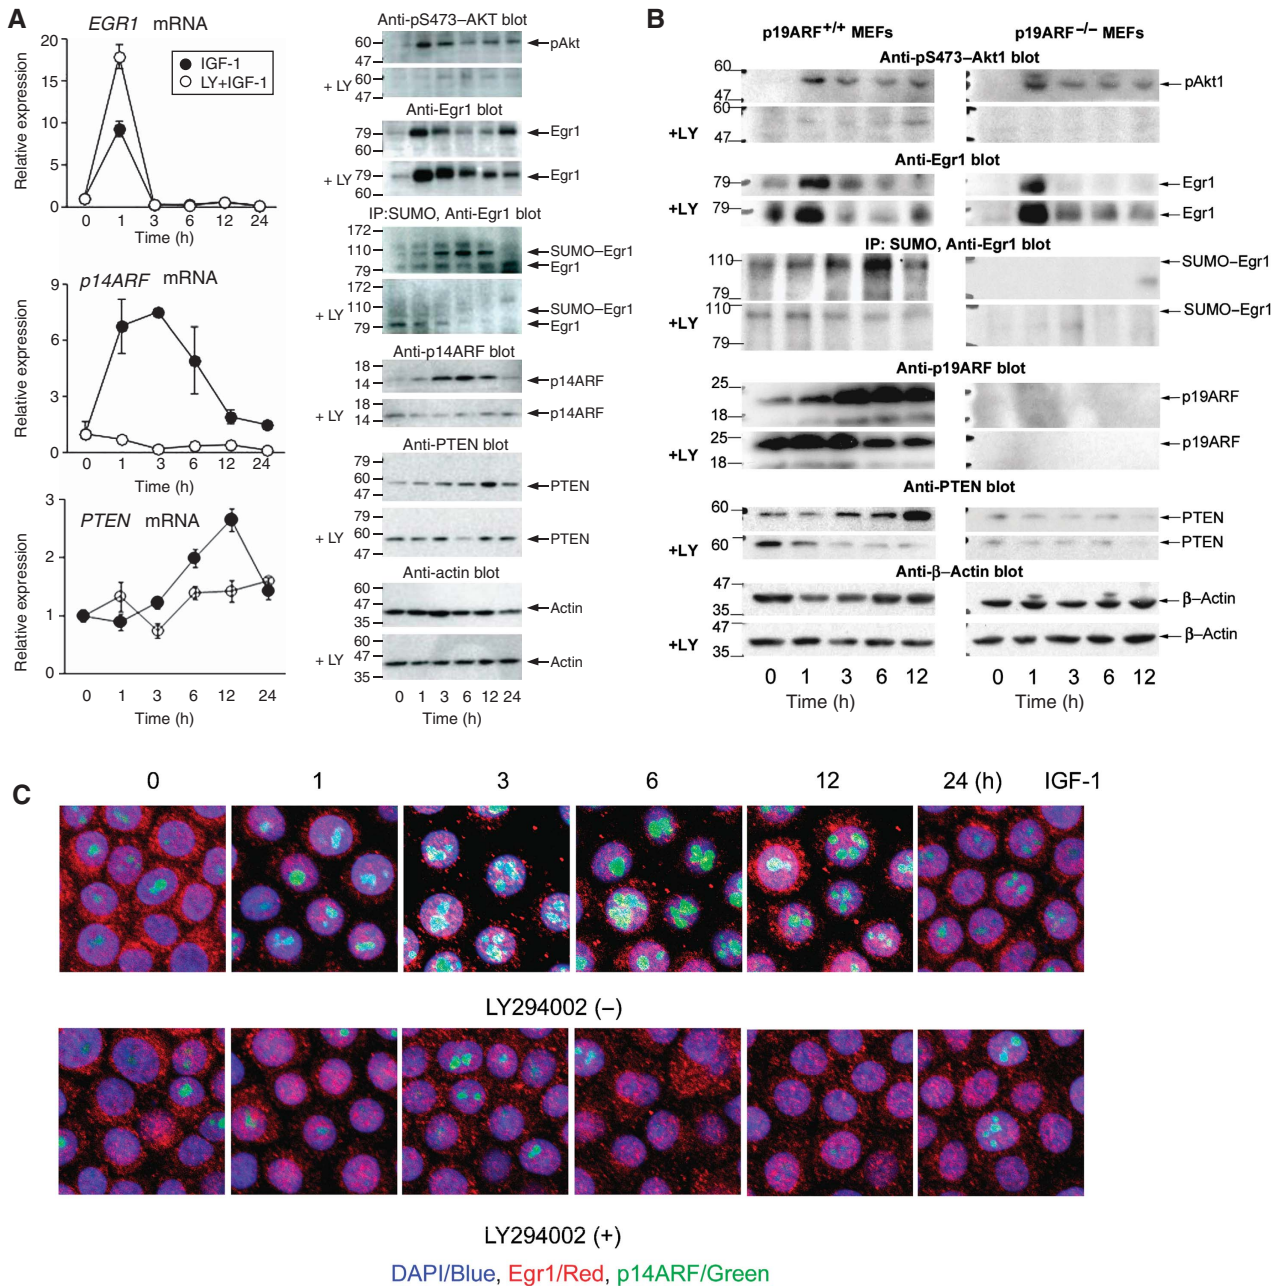 A
EGR1 mRNA
20
15
10
5
0
Relative expression
IGF-1
LY+IGF-1
0 1 3 6 12 24
Time (h)
p14ARF mRNA
9
6
3
0
Relative expression
0 1 3 6 12 24
Time (h)
PTEN mRNA
3
2
1
0
Relative expression
0 1 3 6 12 24
Time (h)
Anti-pS473–AKT blot
60
47
pAkt
+ LY
60
47
Anti-Egr1 blot
79
60
Egr1
+ LY
79
60
Egr1
IP:SUMO, Anti-Egr1 blot
172
110
79
SUMO–Egr1
Egr1
+ LY
172
110
79
SUMO–Egr1
Egr1
Anti-p14ARF blot
18
14
p14ARF
+ LY
18
14
p14ARF
Anti-PTEN blot
79
60
47
PTEN
+ LY
79
60
47
PTEN
Anti-actin blot
60
47
35
Actin
+ LY
60
47
35
Actin
0 1 3 6 12 24
Time (h)
B
p19ARF+/+ MEFs p19ARF–/– MEFs
Anti-pS473–Akt1 blot
60
47
pAkt1
+LY
60
47
Anti-Egr1 blot
79
Egr1
+LY
79
Egr1
IP: SUMO, Anti-Egr1 blot
110
79
SUMO–Egr1
+LY
110
79
SUMO–Egr1
Anti-p19ARF blot
25
18
p19ARF
+LY
25
18
p19ARF
Anti-PTEN blot
60
PTEN
+LY
60
PTEN
Anti-β–Actin blot
47
35
β–Actin
+LY
47
35
β–Actin
0 1 3 6 12 0 1 3 6 12
Time (h) Time (h)
C
0 1 3 6 12 24 (h) IGF-1
LY294002 (–)
LY294002 (+)
DAPI/Blue, Egr1/Red, p14ARF/Green